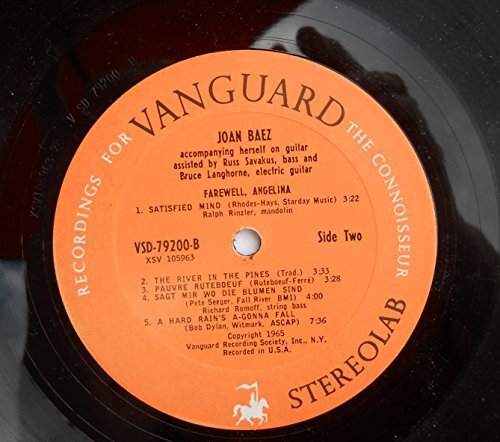 RECORDINGS FOR VANGUARD THE CONNOISSEUR
JOAN BAEZ
accompanying herself on guitar
assisted by Russ Savakus, bass and
Bruce Langhorne, electric guitar
FAREWELL, ANGELINA
1. SATISFIED MIND (Rhodes-Hays, Starday Music) 3:22
Ralph Rinzler, mandolin
VSD-79200-B
Side Two
XSV 105963
2. THE RIVER IN THE PINES (Trad.) 3:33
3. PAUVRE RUTEBOEUF (Rutebœuf-Ferré) 3:28
4. SAGT MIR WO DIE BLUMEN SIND
(Pete Seeger, Fall River BMI) 4:00
Richard Romoff, string bass
5. A HARD RAIN'S A-GONNA FALL
(Bob Dylan, Witmark, ASCAP) 7:36
Copyright 1965
Vanguard Recording Society, Inc., N.Y.
Recorded in U.S.A.
STEREOLAB